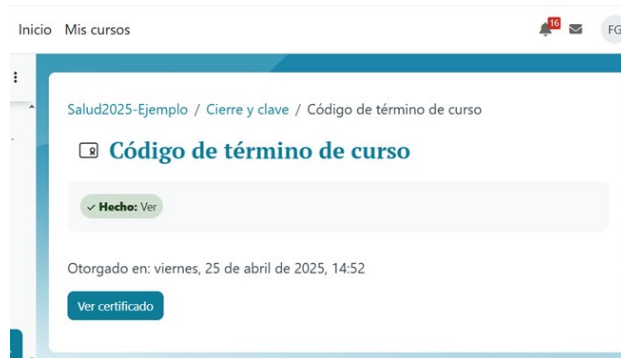 Inicio Mis cursos 16 FG
Salud2025-Ejemplo / Cierre y clave / Código de término de curso
Código de término de curso
Hecho: Ver
Otorgado en: viernes, 25 de abril de 2025, 14:52
Ver certificado